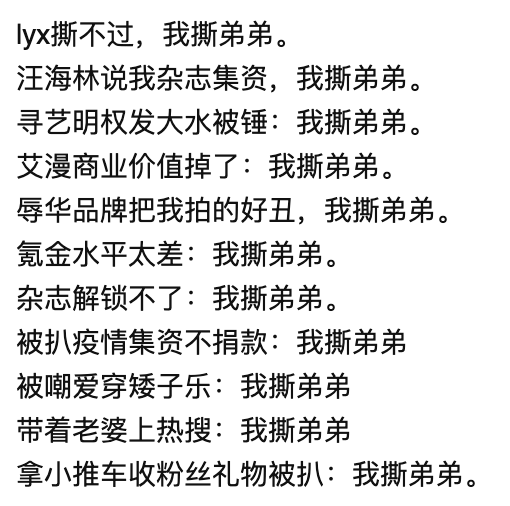 lyx撕不过，我撕弟弟。
汪海林说我杂志集资，我撕弟弟。
寻艺明权发大水被锤：我撕弟弟。
艾漫商业价值掉了：我撕弟弟。
辱华品牌把我拍的好丑，我撕弟弟。
氪金水平太差：我撕弟弟。
杂志解锁不了：我撕弟弟。
被扒疫情集资不捐款：我撕弟弟
被嘲爱穿矮子乐：我撕弟弟
带着老婆上热搜：我撕弟弟
拿小推车收粉丝礼物被扒：我撕弟弟。